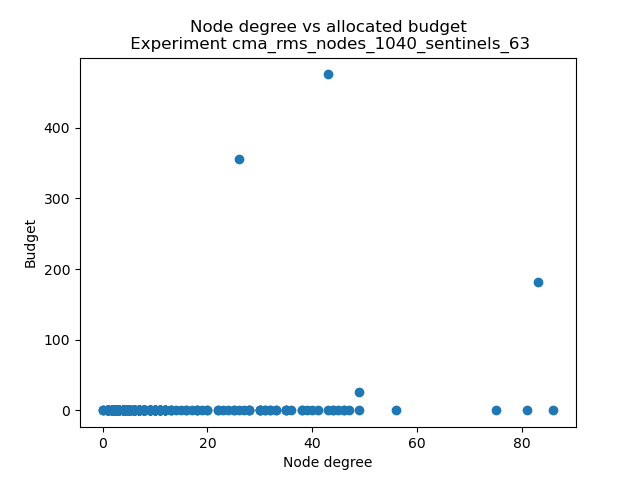 Node degree vs allocated budget
Experiment cma_rms_nodes_1040_sentinels_63
Budget
400
300
200
100
0
0 20 40 60 80
Node degree